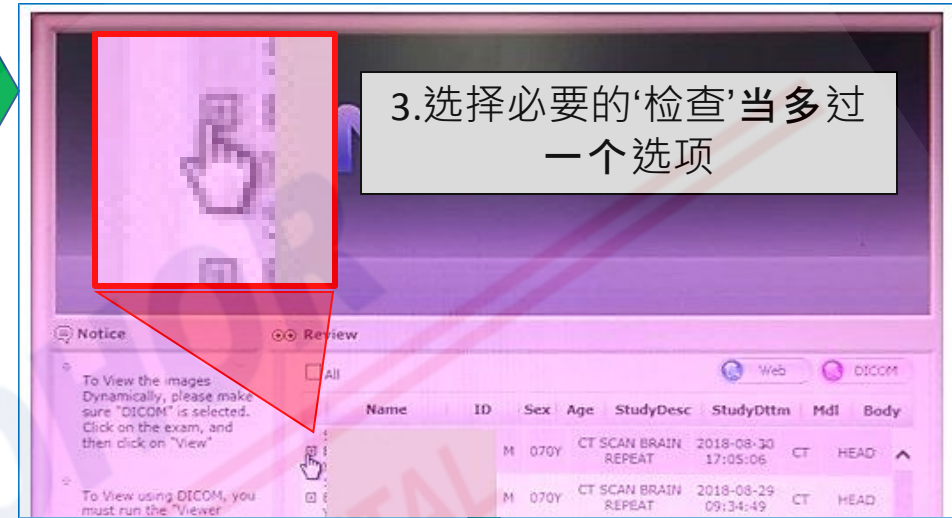 3.选择必要的‘检查’当多过
一个选项
Notice
Review
To View the images
Dynamically, please make
sure "DICOM" is selected.
Click on the exam, and
then click on "View"
To View using DICOM, you
must run the "Viewer
All
Web DICOM
Name ID Sex Age StudyDesc StudyDttm Mdl Body
M 070Y CT SCAN BRAIN REPEAT 2018-08-30 17:05:06 CT HEAD
M 070Y CT SCAN BRAIN REPEAT 2018-08-29 09:34:49 CT HEAD